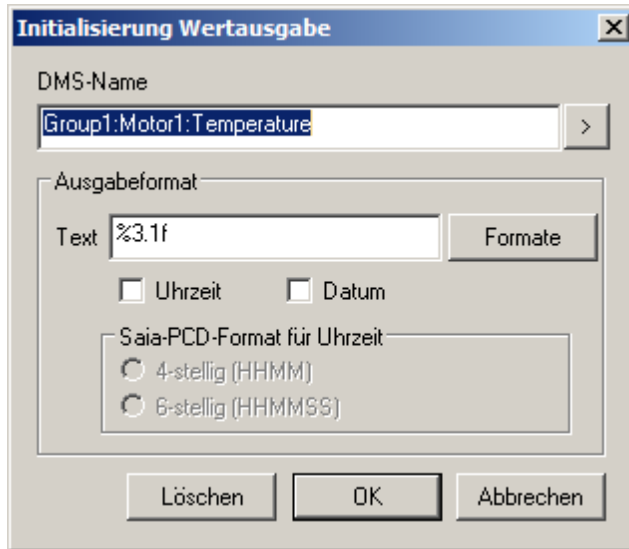 Initialisierung Wertausgabe
DMS-Name
Group1:Motor1:Temperature
>
Ausgabeformat
Text %3.1f Formate
Uhrzeit Datum
Saia-PCD-Format für Uhrzeit
4-stellig (HHMM)
6-stellig (HHMMSS)
Löschen OK Abbrechen